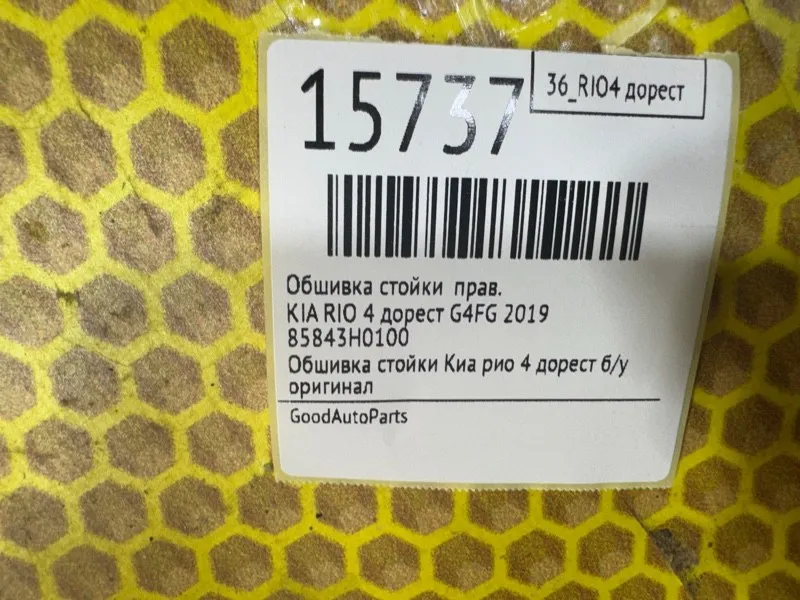 15737
36_RIO4 дорест
Обшивка стойки прав.
KIA RIO 4 дорест G4FG 2019
85843H0100
Обшивка стойки Киа рио 4 дорест б/у
оригинал
GoodAutoParts